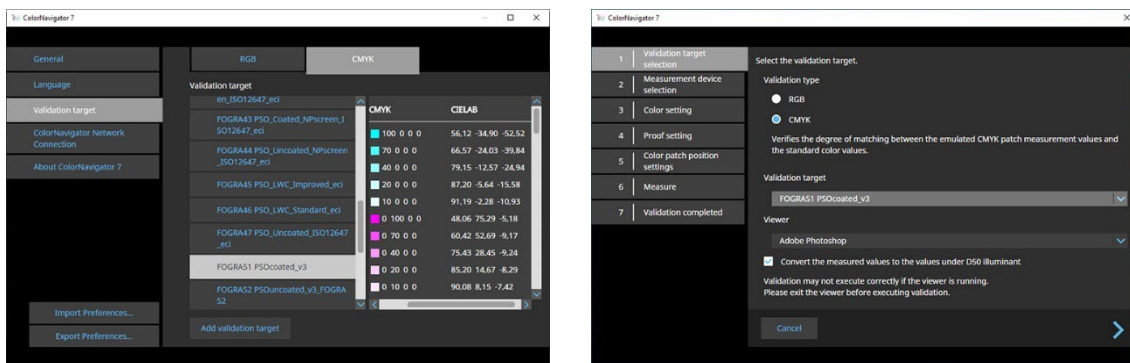 ColorNavigator 7
General
Language
Validation target
ColorNavigator Network
Connection
About ColorNavigator 7
Import Preferences...
Export Preferences...
RGB
CMYK
Validation target
en_ISO12647_eci
FOGRA43 PSO_Coated_NPscreen_I
SO12647_eci
FOGRA44 PSO_Uncoated_NPscreen
_ISO12647_eci
FOGRA45 PSO_LWC_Improved_eci
FOGRA46 PSO_LWC_Standard_eci
FOGRA47 PSO_Uncoated_ISO12647
_eci
FOGRA51 PSOcoated_v3
FOGRA52 PSOuncoated_v3_FOGRA
52
CMYK CIELAB
100 0 0 0 56,12 -34,90 -52,52
70 0 0 0 66,57 -24,03 -39,84
40 0 0 0 79,15 -12,57 -24,94
20 0 0 0 87,20 -5,64 -15,58
10 0 0 0 91,19 -2,28 -10,93
0 100 0 0 48,06 75,29 -5,18
0 70 0 0 60,42 52,69 -9,17
0 40 0 0 75,43 28,45 -9,24
0 20 0 0 85,20 14,67 -8,29
0 10 0 0 90,08 8,15 -7,42
Add validation target
ColorNavigator 7
1 Validation target
selection
2 Measurement device
selection
3 Color setting
4 Proof setting
5 Color patch position
settings
6 Measure
7 Validation completed
Select the validation target.
Validation type
RGB
CMYK
Verifies the degree of matching between the emulated CMYK patch measurement values and
the standard color values.
Validation target
FOGRA51 PSOcoated_v3
Viewer
Adobe Photoshop
Convert the measured values to the values under D50 illuminant
Validation may not execute correctly if the viewer is running.
Please exit the viewer before executing validation.
Cancel